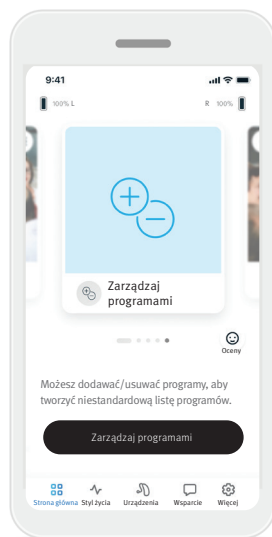 9:41
100% L
R 100%
Zarządzaj
programami
Oceny
Możesz dodawać/usuwać programy, aby
tworzyć niestandardową listę programów.
Zarządzaj programami
Strona główna Styl życia Urządzenia Wsparcie Więcej